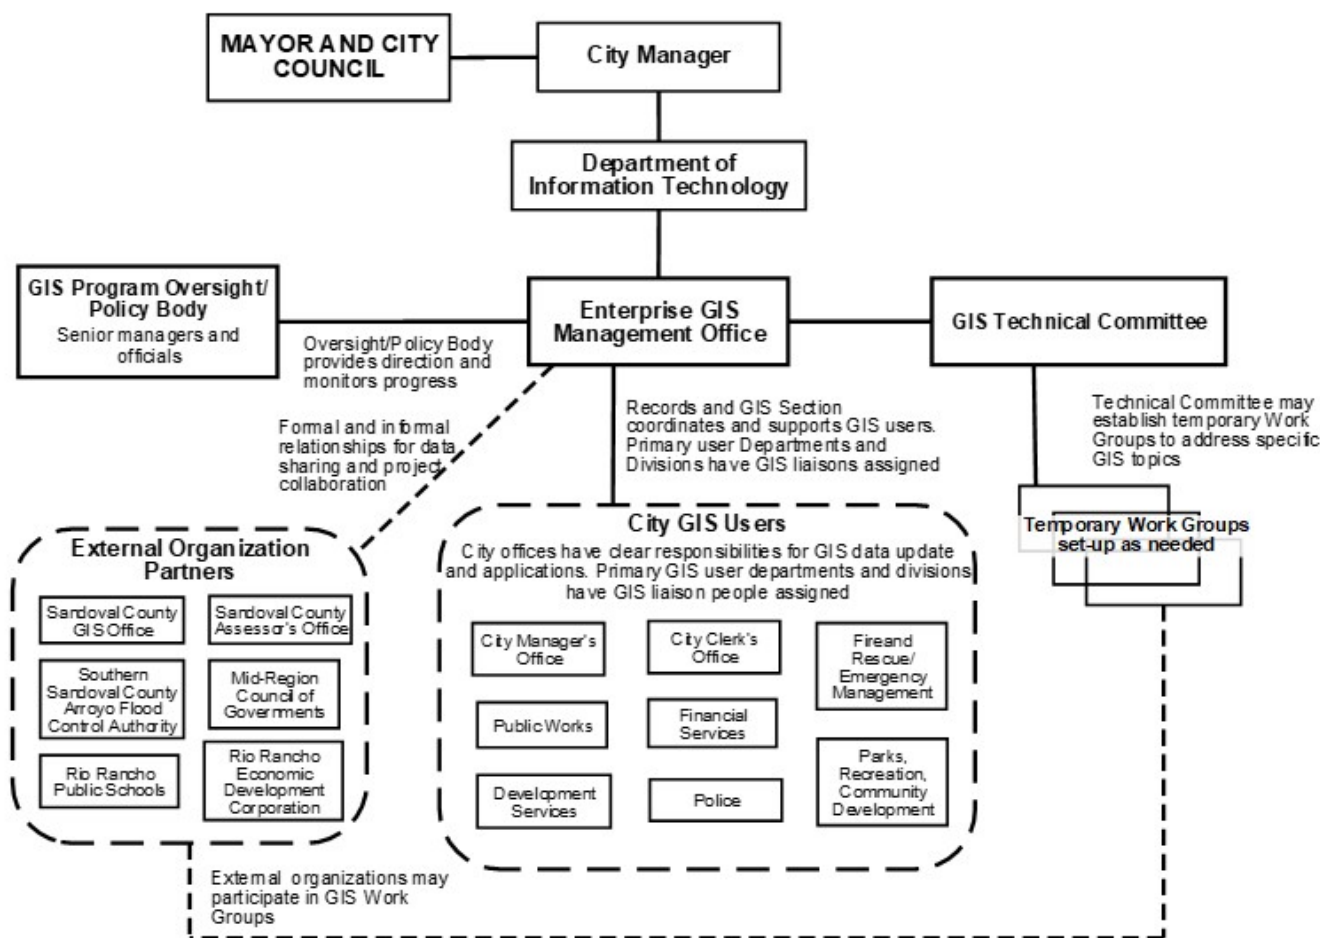 MAYOR AND CITY
COUNCIL
City Manager
Department of
Information Technology
GIS Program Oversight/
Policy Body
Senior managers and
officials
Enterprise GIS
Management Office
GIS Technical Committee
Oversight/Policy Body
provides direction and
monitors progress
Formal and informal
relationships for data
sharing and project
collaboration
Records and GIS Section
coordinates and supports GIS users.
Primary user Departments and
Divisions have GIS liaisons assigned
Technical Committee may
establish temporary Work
Groups to address specific
GIS topics
Temporary Work Groups
set-up as needed
External Organization
Partners
Sandoval County
GIS Office
Sandoval County
Assessor's Office
Southern
Sandoval County
Arroyo Flood
Control Authority
Mid-Region
Council of
Governments
Rio Rancho
Public Schools
Rio Rancho
Economic
Development
Corporation
City GIS Users
City offices have clear responsibilities for GIS data update
and applications. Primary GIS user departments and divisions
have GIS liaison people assigned
City Manager's
Office
City Clerk's
Office
Fire and
Rescue/
Emergency
Management
Public Works
Financial
Services
Parks,
Recreation,
Community
Development
Development
Services
Police
External organizations may
participate in GIS Work
Groups